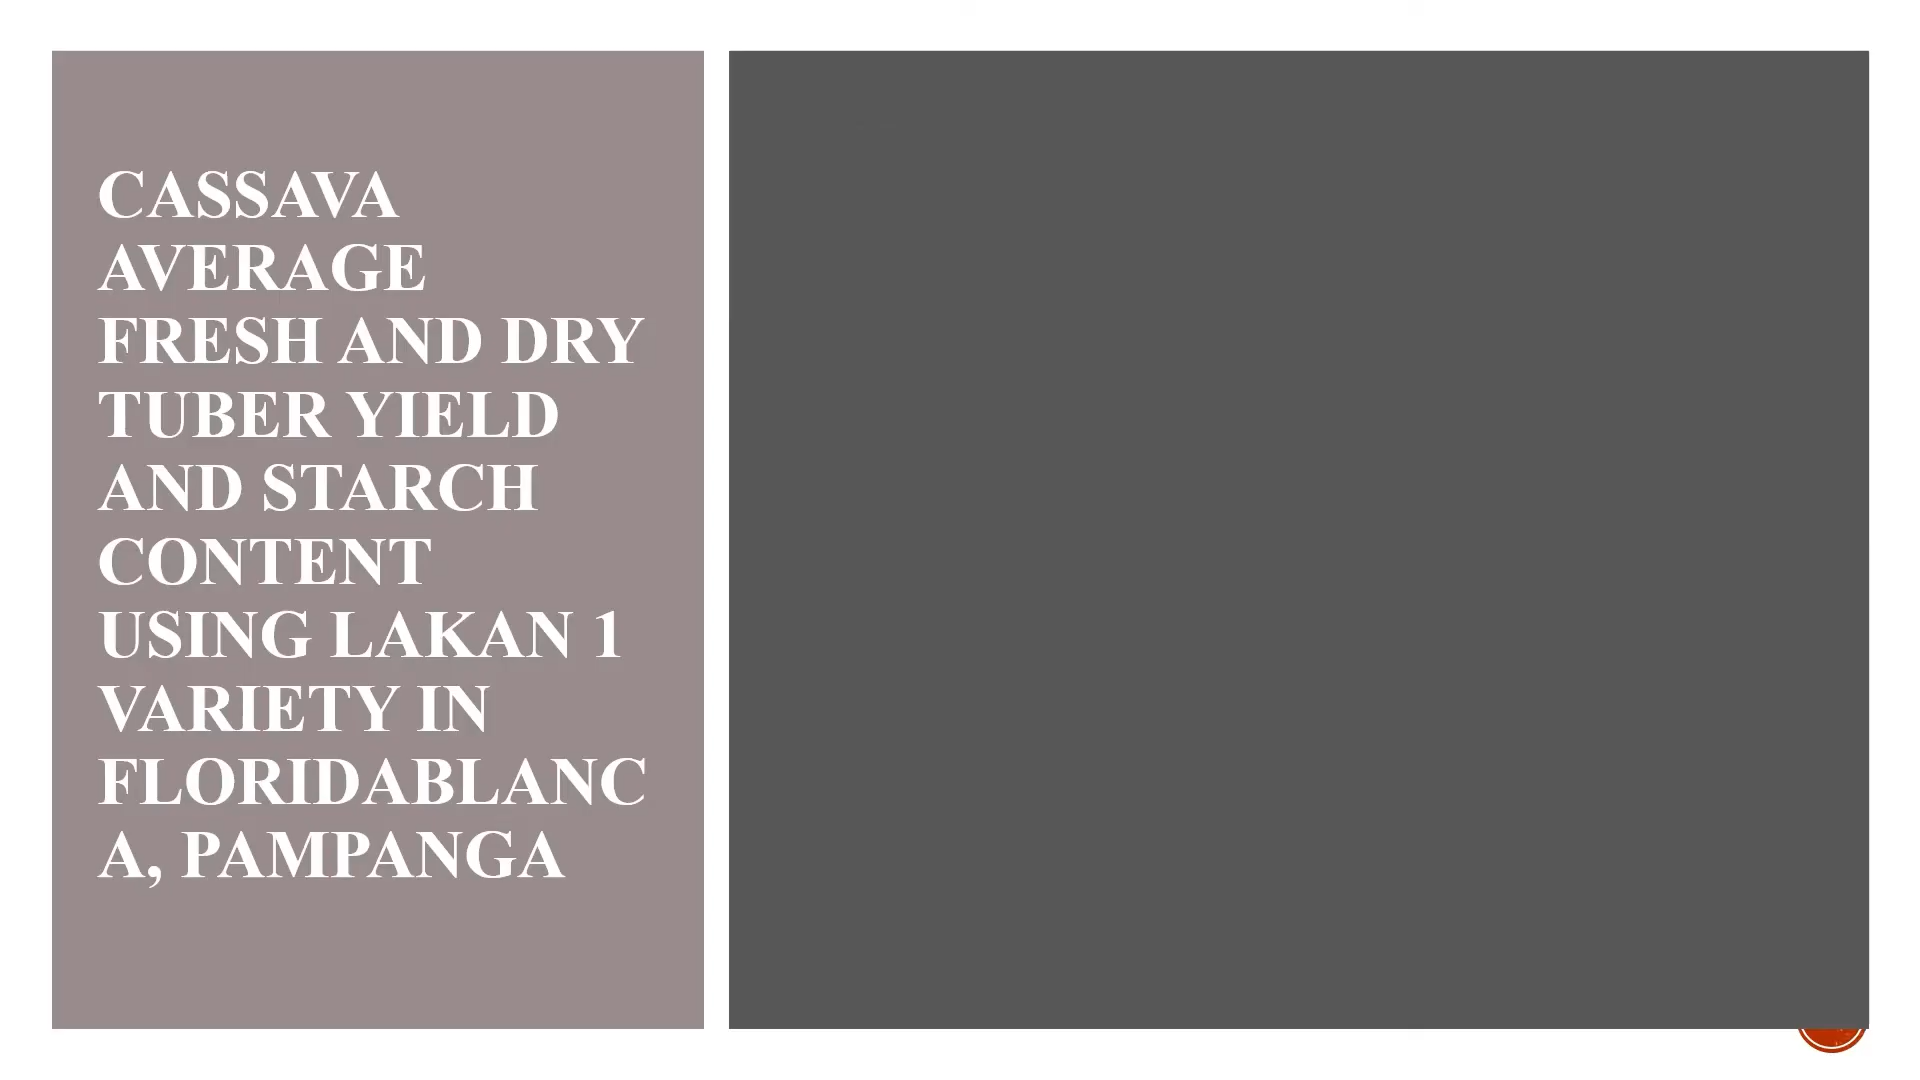 CASSAVA
AVERAGE
FRESH AND DRY
TUBER YIELD
AND STARCH
CONTENT
USING LAKAN 1
VARIETY IN
FLORIDABLANC
A, PAMPANGA